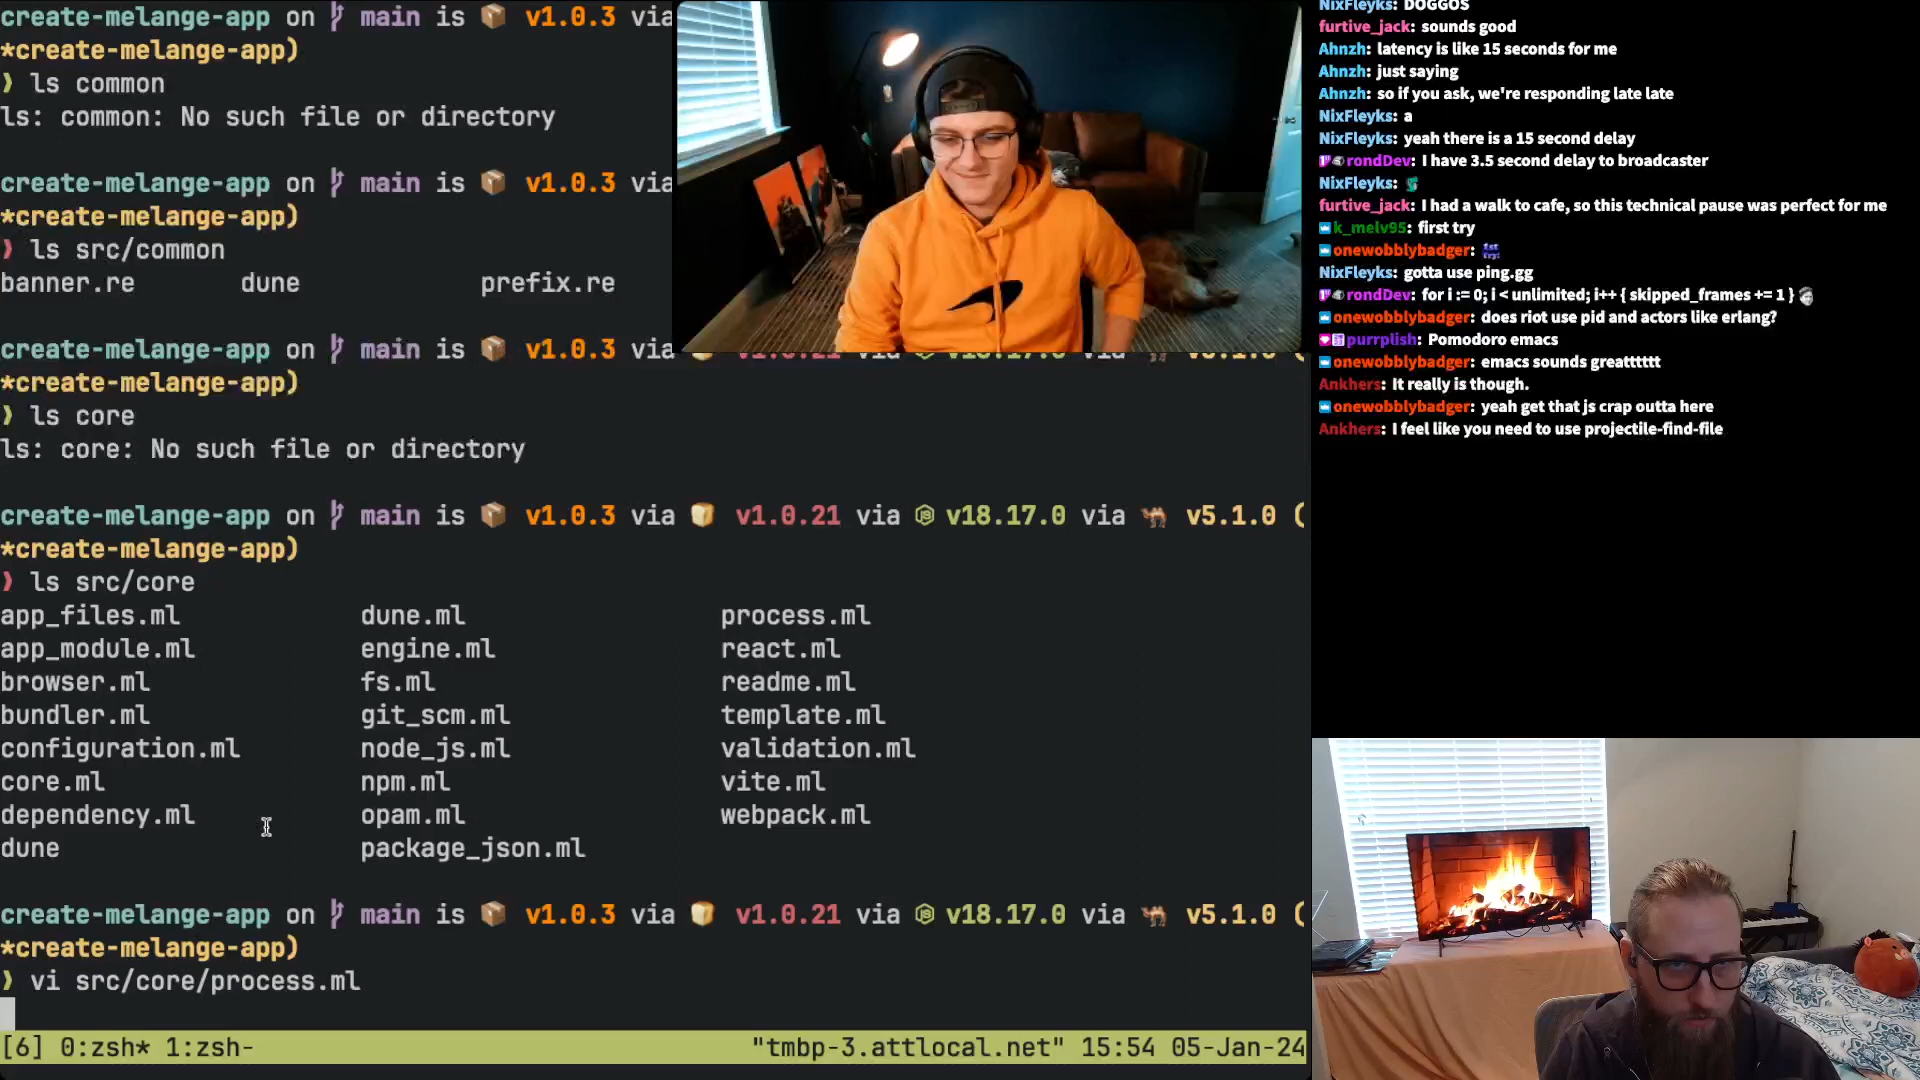 create-melange-app on main is 📦 v1.0.3 via
*create-melange-app)
❯ ls common
ls: common: No such file or directory
create-melange-app on main is 📦 v1.0.3 via
*create-melange-app)
❯ ls src/common
banner.re dune prefix.re
create-melange-app on main is 📦 v1.0.3 via v1.0.21 via v18.17.0 via v5.1.0 (
*create-melange-app)
❯ ls core
ls: core: No such file or directory
create-melange-app on main is 📦 v1.0.3 via 🍞 v1.0.21 via v18.17.0 via 🐫 v5.1.0 (
*create-melange-app)
❯ ls src/core
app_files.ml dune.ml process.ml
app_module.ml engine.ml react.ml
browser.ml fs.ml readme.ml
bundler.ml git_scm.ml template.ml
configuration.ml node_js.ml validation.ml
core.ml npm.ml vite.ml
dependency.ml opam.ml webpack.ml
dune package_json.ml
create-melange-app on main is 📦 v1.0.3 via 🍞 v1.0.21 via v18.17.0 via 🐫 v5.1.0 (
*create-melange-app)
❯ vi src/core/process.ml
[6] 0:zsh* 1:zsh- "tmbp-3.attlocal.net" 15:54 05-Jan-24
NixFleyks: DOGGOS
furtive_jack: sounds good
Ahnzh: latency is like 15 seconds for me
Ahnzh: just saying
Ahnzh: so if you ask, we're responding late late
NixFleyks: a
NixFleyks: yeah there is a 15 second delay
rondDev: I have 3.5 second delay to broadcaster
NixFleyks:
furtive_jack: I had a walk to cafe, so this technical pause was perfect for me
k_melv95: first try
onewobblybadger: 1st try!
NixFleyks: gotta use ping.gg
rondDev: for i := 0; i < unlimited; i++ { skipped_frames += 1 }
onewobblybadger: does riot use pid and actors like erlang?
purrplish: Pomodoro emacs
onewobblybadger: emacs sounds greatttttt
Ankhers: It really is though.
onewobblybadger: yeah get that js crap outta here
Ankhers: I feel like you need to use projectile-find-file